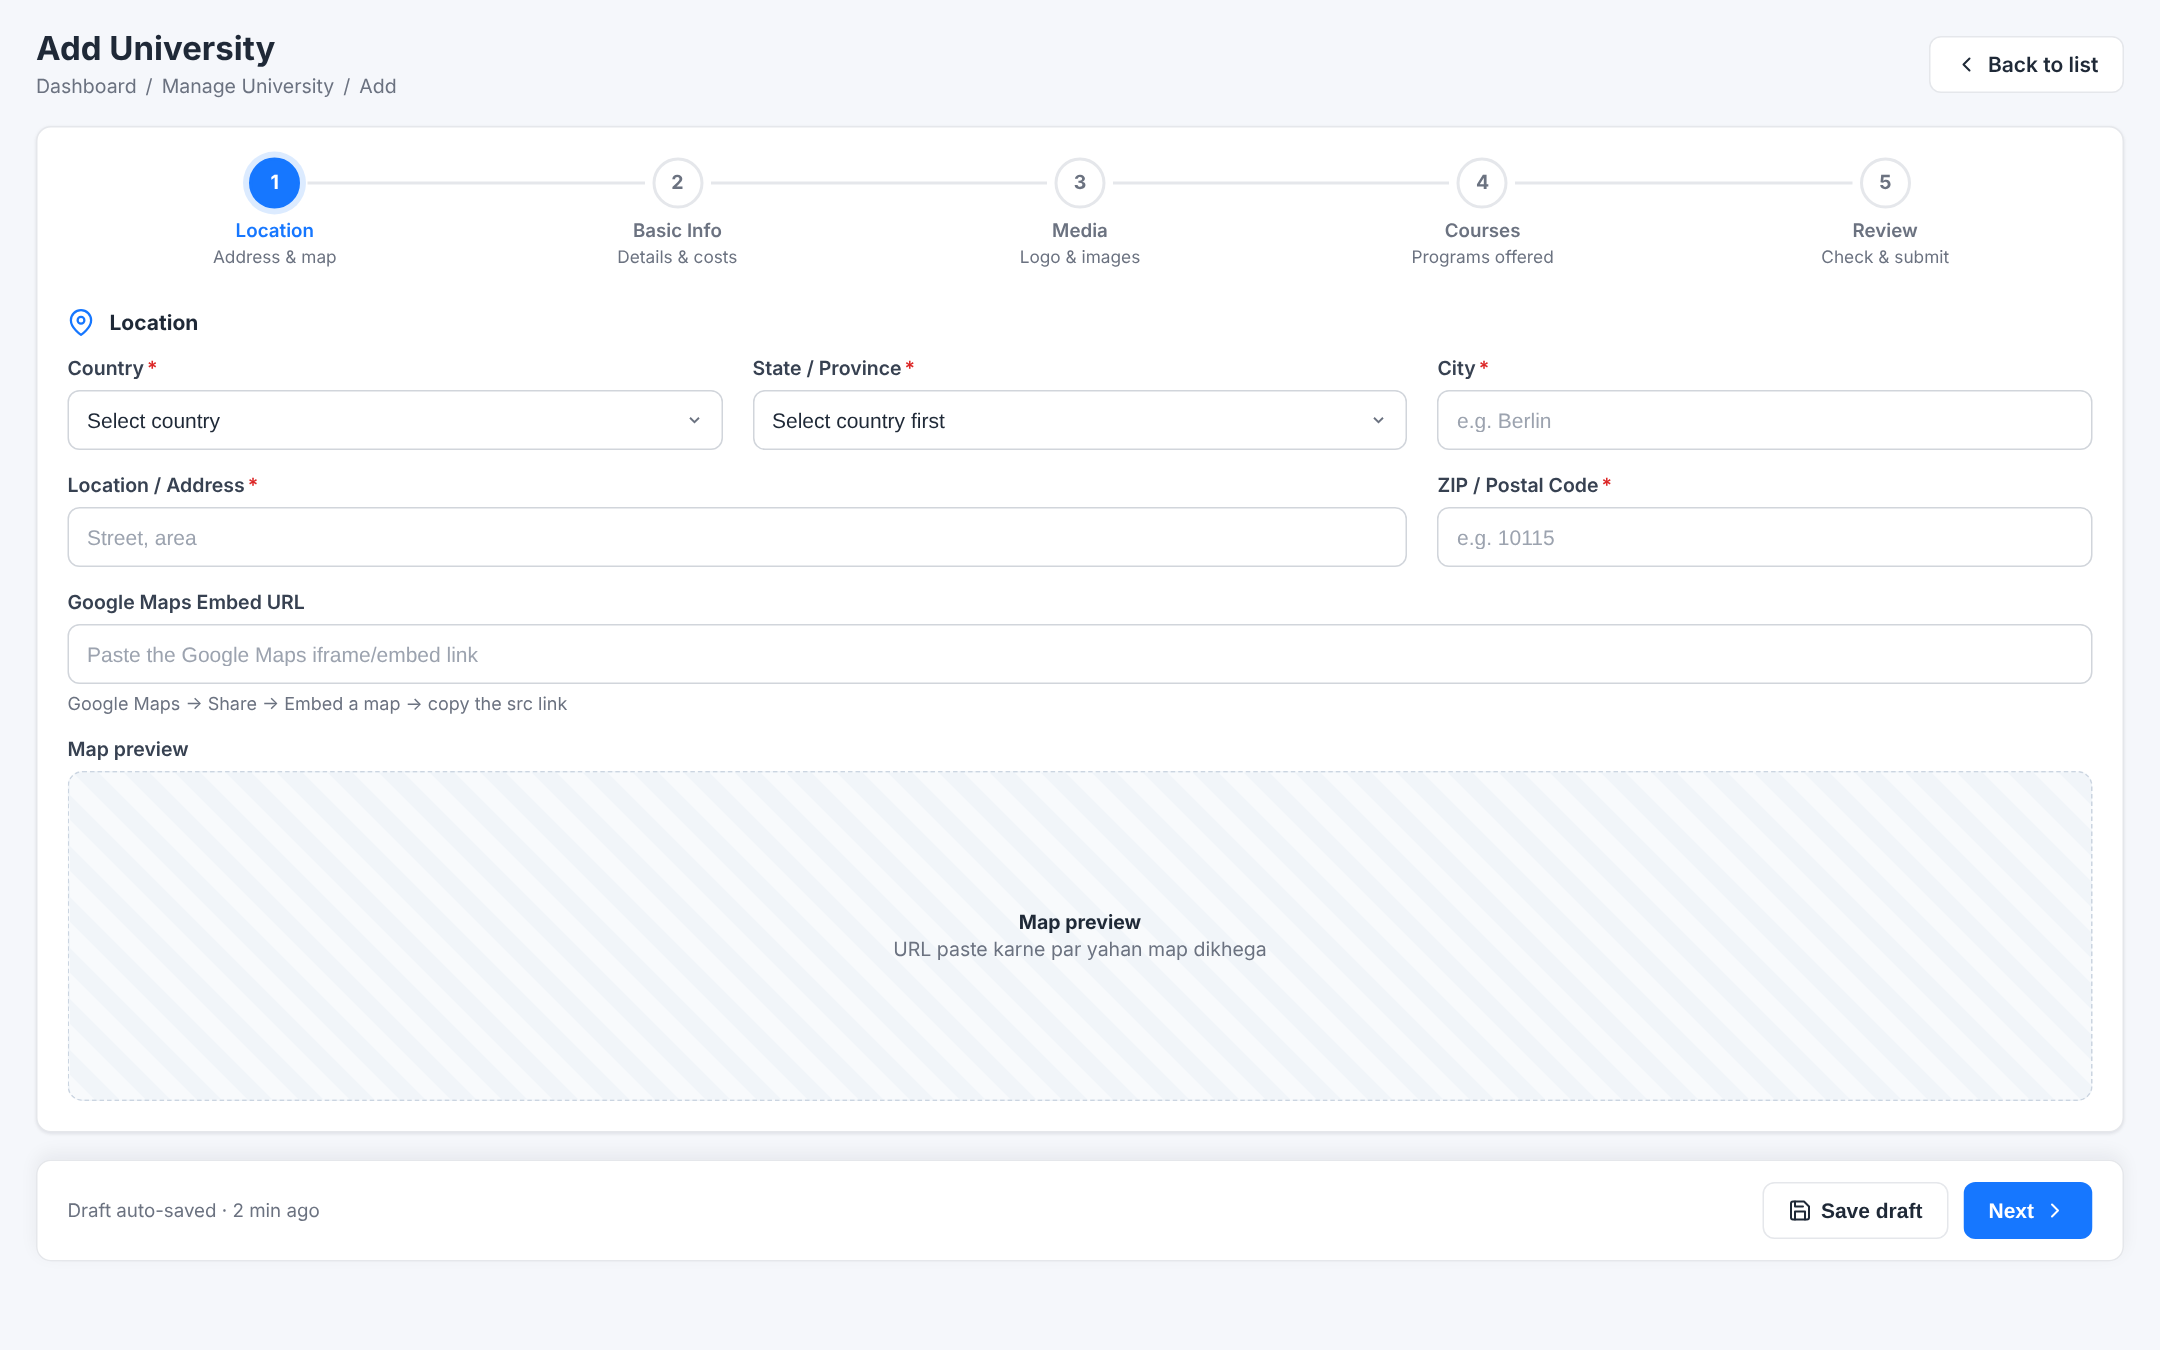 Add University
Dashboard / Manage University / Add
Back to list
1
2
3
4
5
Location
Basic Info
Media
Courses
Review
Address & map
Details & costs
Logo & images
Programs offered
Check & submit
Location
Country *
State / Province *
City *
Select country
Select country first
e.g. Berlin
Location / Address *
ZIP / Postal Code *
Street, area
e.g. 10115
Google Maps Embed URL
Paste the Google Maps iframe/embed link
Google Maps → Share → Embed a map → copy the src link
Map preview
Map preview
URL paste karne par yahan map dikhega
Draft auto-saved · 2 min ago
Save draft
Next